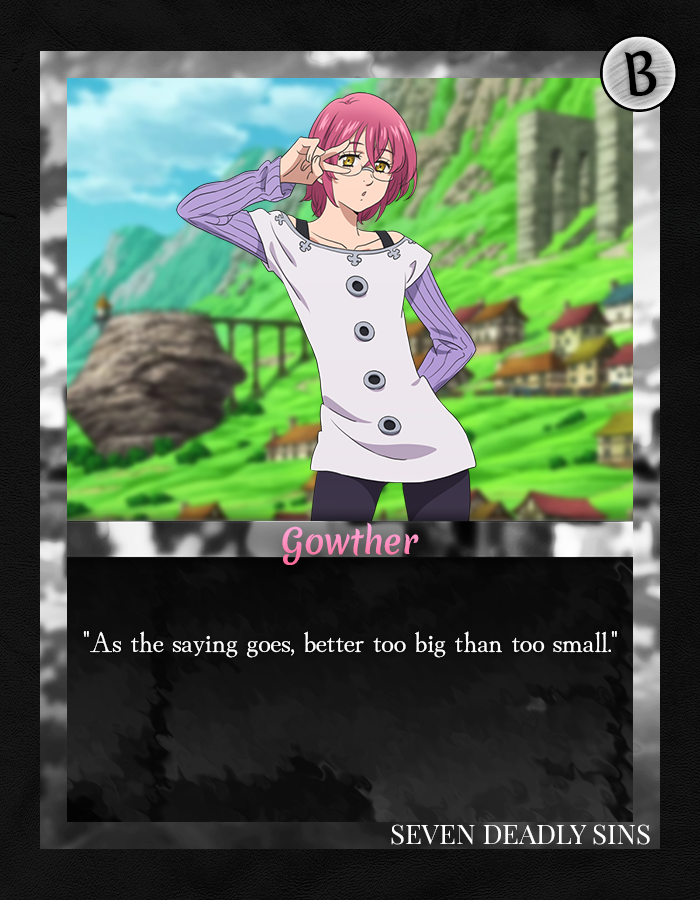 B
Gowther
"As the saying goes, better too big than too small."
SEVEN DEADLY SINS